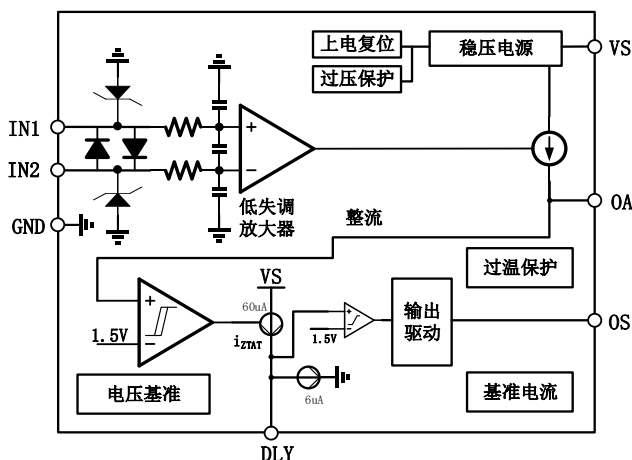 上电复位
稳压电源
VS
过压保护
IN1
IN2
低失调
放大器
GND
整流
OA
过温保护
VS
60uA
1.5V
iZTAT
1.5V
输出
驱动
OS
电压基准
6uA
基准电流
DLY